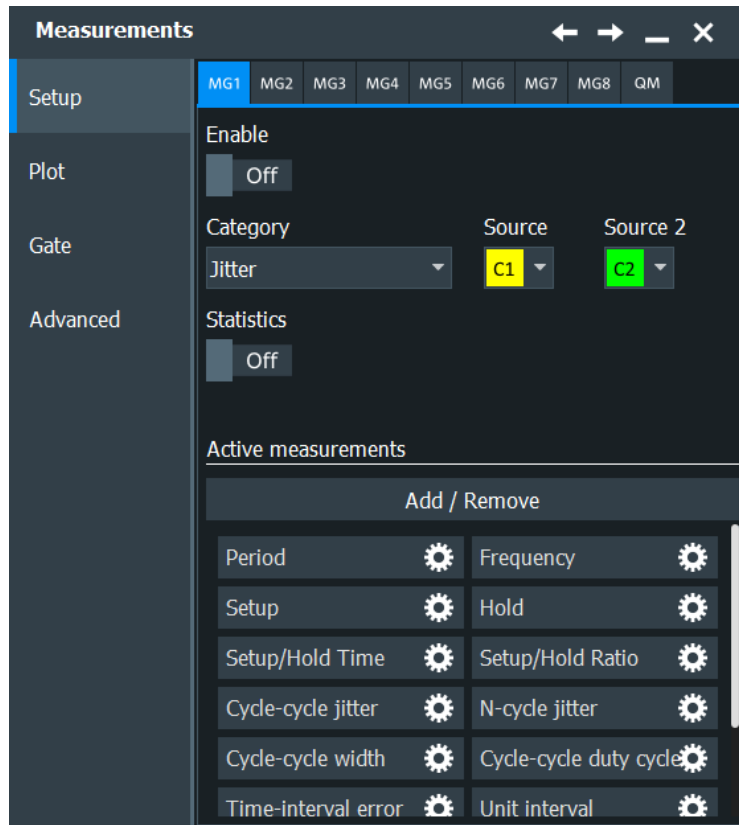 Measurements
Setup
Plot
Gate
Advanced
MG1 MG2 MG3 MG4 MG5 MG6 MG7 MG8 QM
Enable
Off
Category Source Source 2
Jitter C1 C2
Statistics
Off
Active measurements
Add / Remove
Period Frequency
Setup Hold
Setup/Hold Time Setup/Hold Ratio
Cycle-cycle jitter N-cycle jitter
Cycle-cycle width Cycle-cycle duty cycle
Time-interval error Unit interval